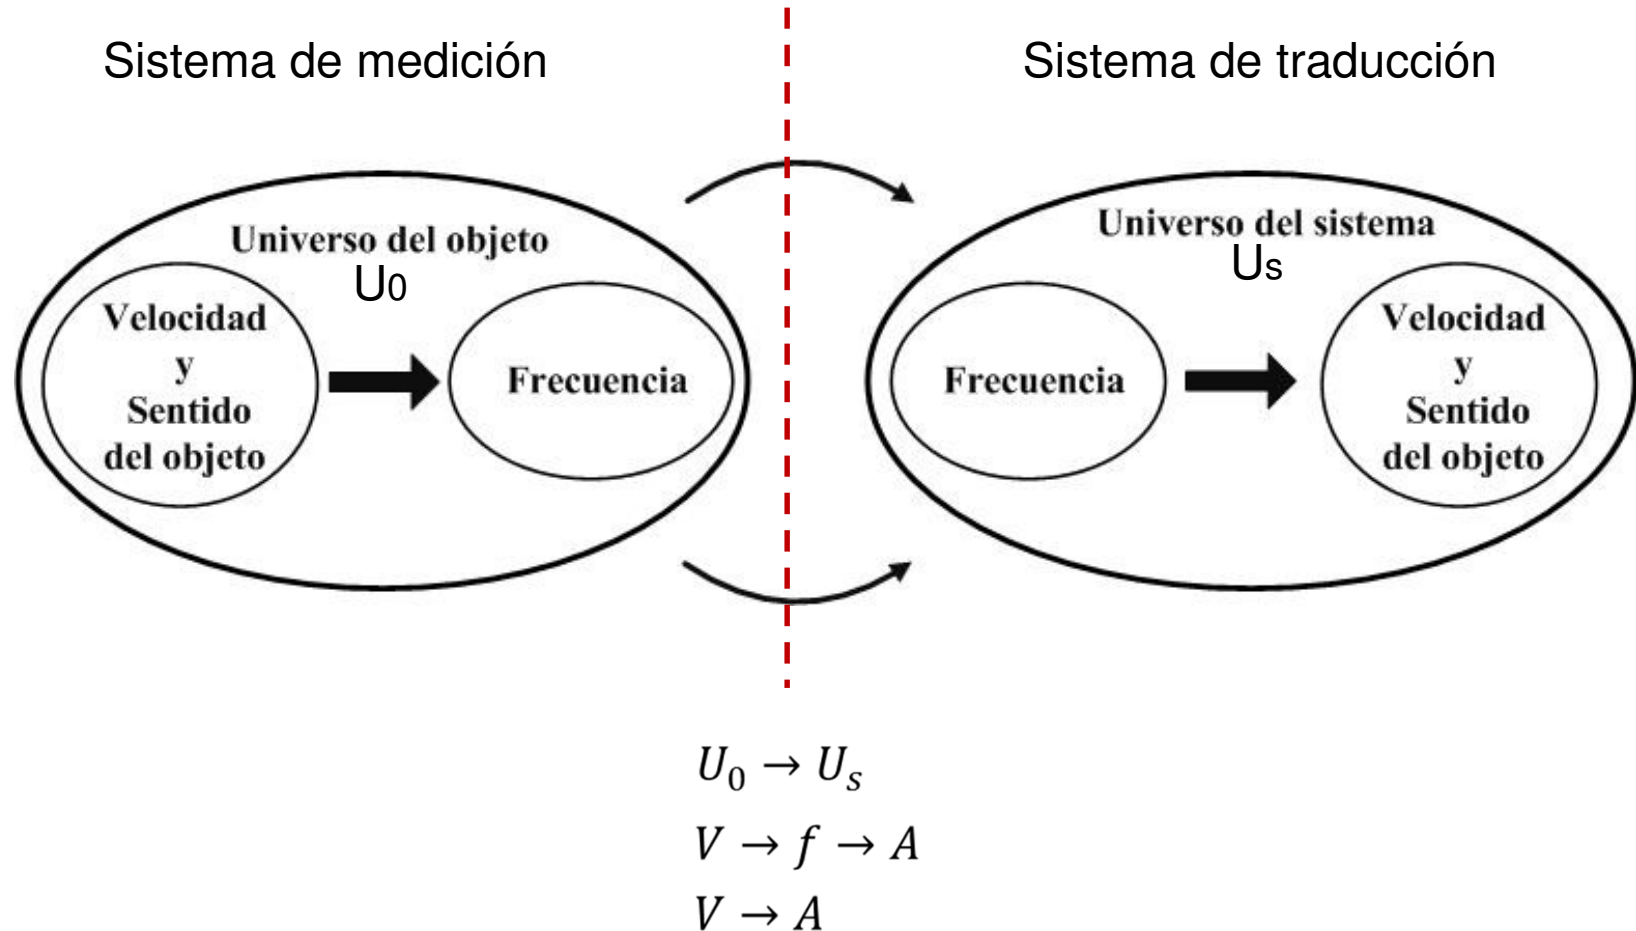 Sistema de medición
Sistema de traducción
Universo del objeto
U0
Velocidad
y
Sentido
del objeto
Frecuencia
Universo del sistema
Us
Frecuencia
Velocidad
y
Sentido
del objeto
U₀ → Uₛ
V → f → A
V → A